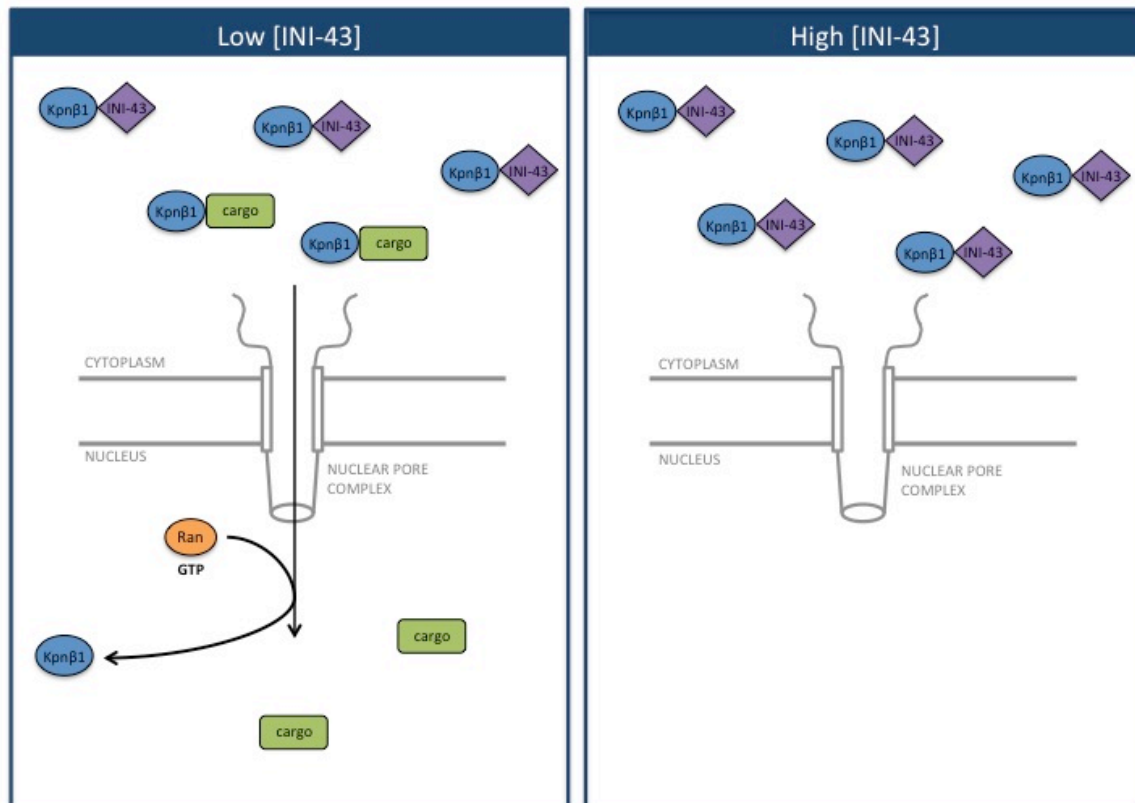 Low [INI-43]
Kpnβ1 INI-43
Kpnβ1 INI-43
Kpnβ1 INI-43
Kpnβ1 cargo
Kpnβ1 cargo
CYTOPLASM
NUCLEUS
NUCLEAR PORE
COMPLEX
Ran
GTP
Kpnβ1
cargo
cargo
High [INI-43]
Kpnβ1 INI-43
Kpnβ1 INI-43
Kpnβ1 INI-43
Kpnβ1 INI-43
Kpnβ1 INI-43
CYTOPLASM
NUCLEUS
NUCLEAR PORE
COMPLEX